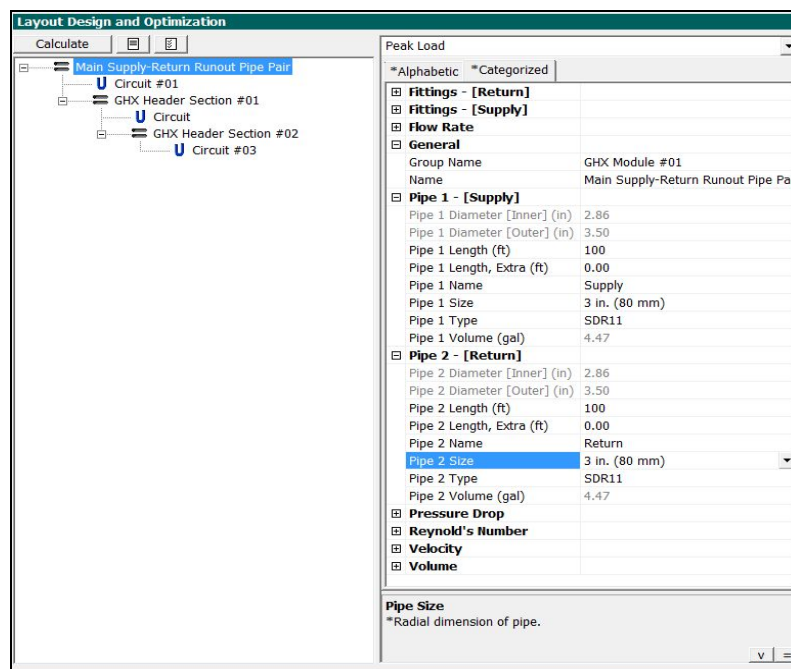 Layout Design and Optimization
Calculate
Main Supply-Return Runout Pipe Pair
Circuit #01
GHX Header Section #01
Circuit
GHX Header Section #02
Circuit #03
Peak Load
*Alphabetic *Categorized
Fittings - [Return]
Fittings - [Supply]
Flow Rate
General
Group Name GHX Module #01
Name Main Supply-Return Runout Pipe Pa
Pipe 1 - [Supply]
Pipe 1 Diameter [Inner] (in) 2.86
Pipe 1 Diameter [Outer] (in) 3.50
Pipe 1 Length (ft) 100
Pipe 1 Length, Extra (ft) 0.00
Pipe 1 Name Supply
Pipe 1 Size 3 in. (80 mm)
Pipe 1 Type SDR11
Pipe 1 Volume (gal) 4.47
Pipe 2 - [Return]
Pipe 2 Diameter [Inner] (in) 2.86
Pipe 2 Diameter [Outer] (in) 3.50
Pipe 2 Length (ft) 100
Pipe 2 Length, Extra (ft) 0.00
Pipe 2 Name Return
Pipe 2 Size 3 in. (80 mm)
Pipe 2 Type SDR11
Pipe 2 Volume (gal) 4.47
Pressure Drop
Reynold's Number
Velocity
Volume
Pipe Size
*Radial dimension of pipe.
v =